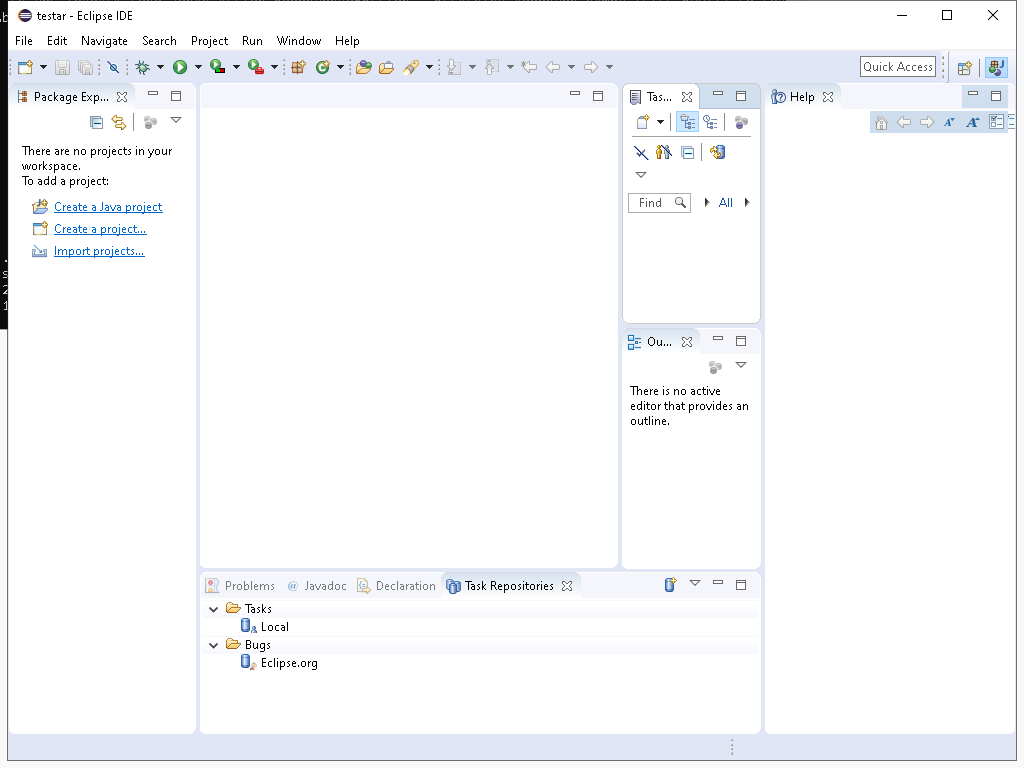 testar - Eclipse IDE
File Edit Navigate Search Project Run Window Help
Quick Access
Package Exp...
There are no projects in your
workspace.
To add a project:
Create a Java project
Create a project...
Import projects...
Tas...
Find
All
Ou...
There is no active
editor that provides an
outline.
Help
Problems @ Javadoc Declaration Task Repositories
Tasks
Local
Bugs
Eclipse.org